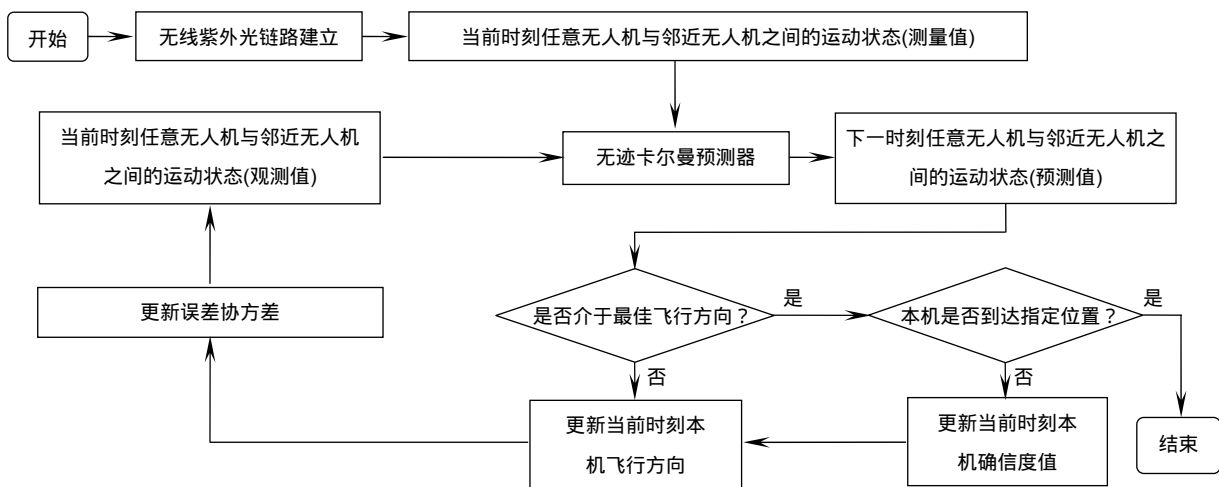 开始
无线紫外光链路建立
当前时刻任意无人机与邻近无人机之间的运动状态(测量值)
当前时刻任意无人机与邻近无人机
之间的运动状态(观测值)
无迹卡尔曼预测器
下一时刻任意无人机与邻近无人机之
间的运动状态(预测值)
更新误差协方差
是否介于最佳飞行方向？
是
本机是否到达指定位置？
是
否
否
更新当前时刻本
机飞行方向
更新当前时刻本
机确信度值
结束